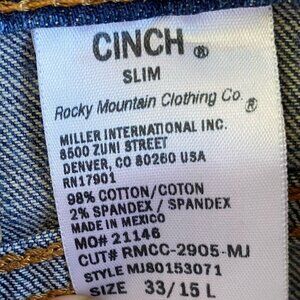 CINCH ®
SLIM
Rocky Mountain Clothing Co. ®
MILLER INTERNATIONAL INC.
8500 ZUNI STREET
DENVER, CO 80260 USA
RN17901
98% COTTON/COTON
2% SPANDEX / SPANDEX
MADE IN MEXICO
MO# 21146
CUT# RMCC-2905-MJ
STYLE MJ80153071
SIZE 33/15 L